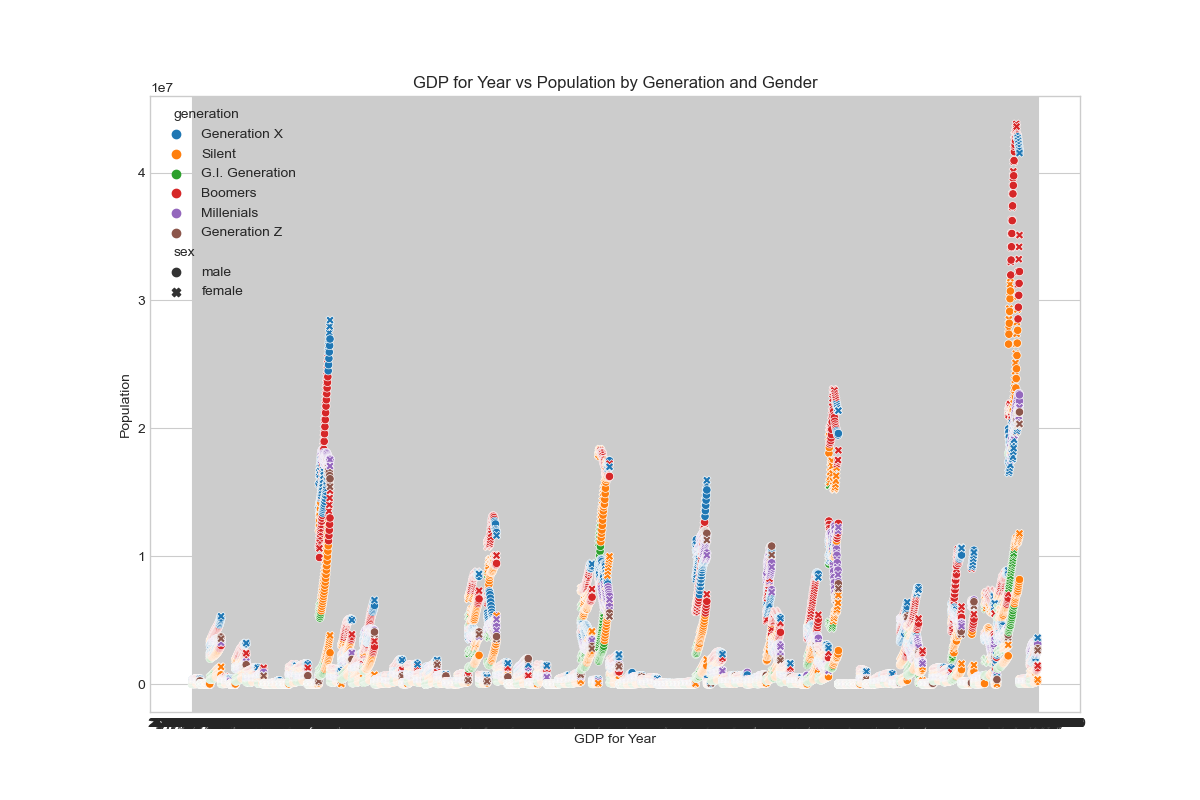 GDP for Year vs Population by Generation and Gender
1e7
generation
Generation X
Silent
G.I. Generation
Boomers
Millenials
Generation Z
sex
male
female
4
3
2
1
0
Population
GDP for Year